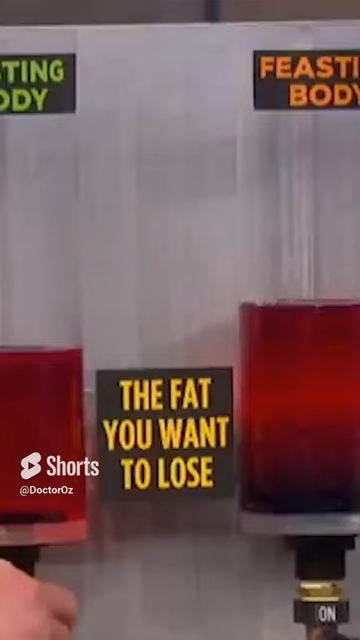 STING
ODY
FEASTI
BODY
THE FAT
YOU WANT
TO LOSE
Shorts
@DoctorOz
ON